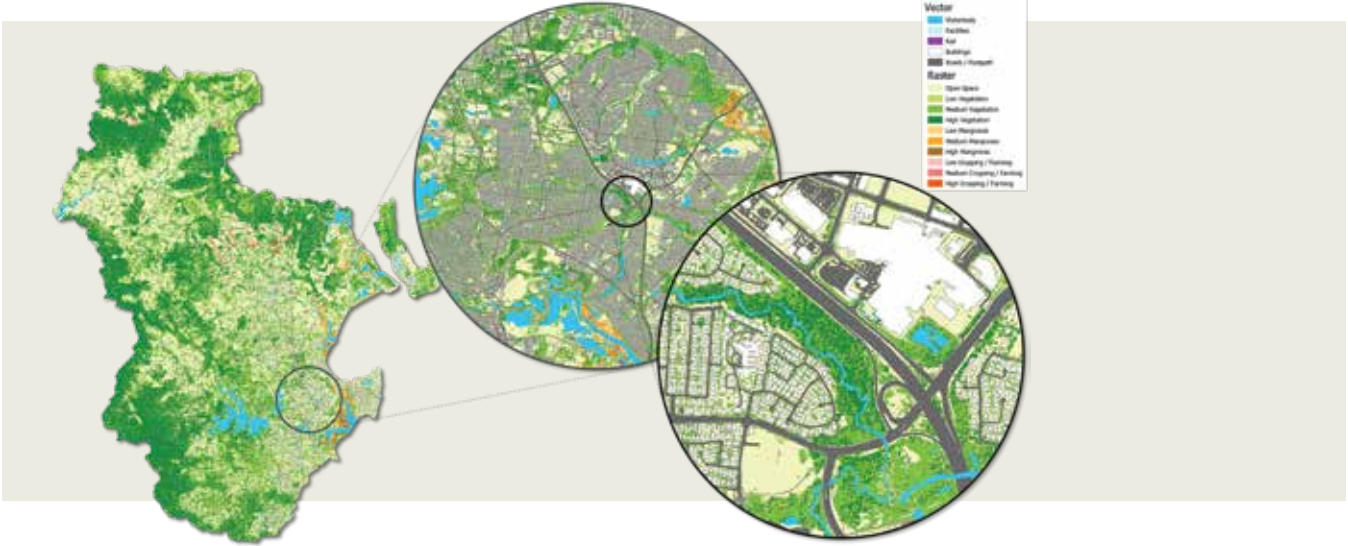 Vector
Waterbody
Facilities
Rail
Buildings
Roads / Footpath
Raster
Open Space
Low Vegetation
Medium Vegetation
High Vegetation
Low Mangroves
Medium Mangroves
High Mangroves
Low Cropping / Farming
Medium Cropping / Farming
High Cropping / Farming